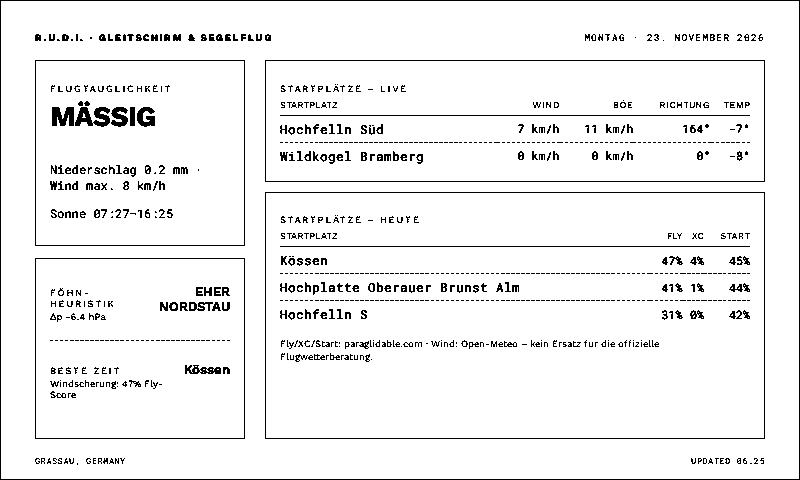 R.U.D.I. · GLEITSCHIRM & SEGELFLUG
MONTAG · 23. NOVEMBER 2026
FLUGTAUGLICHKEIT
MÄSSIG
Niederschlag 0.2 mm ·
Wind max. 8 km/h
Sonne 07:27–16:25
FÖHN-
HEURISTIK
Δp -6.4 hPa
EHER
NORDSTAU
BESTE ZEIT
Windscherung: 47% Fly-
Score
Kössen
STARTPLÄTZE — LIVE
STARTPLATZ WIND BÖE RICHTUNG TEMP
Hochfelln Süd 7 km/h 11 km/h 164° -7°
Wildkogel Bramberg 0 km/h 0 km/h 0° -8°
STARTPLÄTZE — HEUTE
STARTPLATZ FLY XC START
Kössen 47% 4% 45%
Hochplatte Oberauer Brunst Alm 41% 1% 44%
Hochfelln S 31% 0% 42%
Fly/XC/Start: paraglidable.com · Wind: Open-Meteo — kein Ersatz für die offizielle
Flugwetterberatung.
GRASSAU, GERMANY
UPDATED 06.25